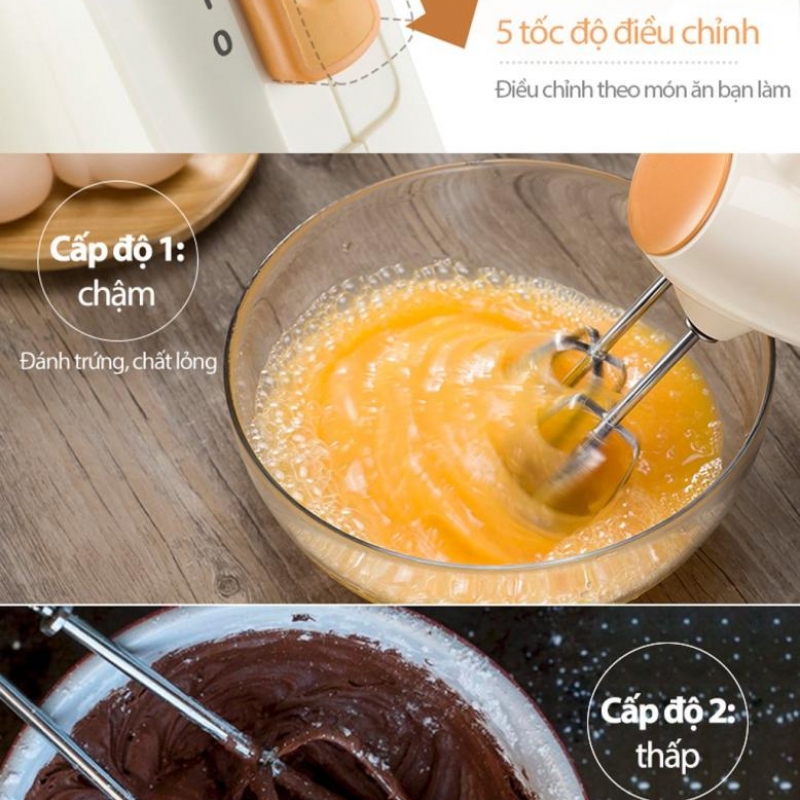 0
5 tốc độ điều chỉnh
Điều chỉnh theo món ăn bạn làm
Cấp độ 1:
chậm
Đánh trứng, chất lỏng
Cấp độ 2:
thấp